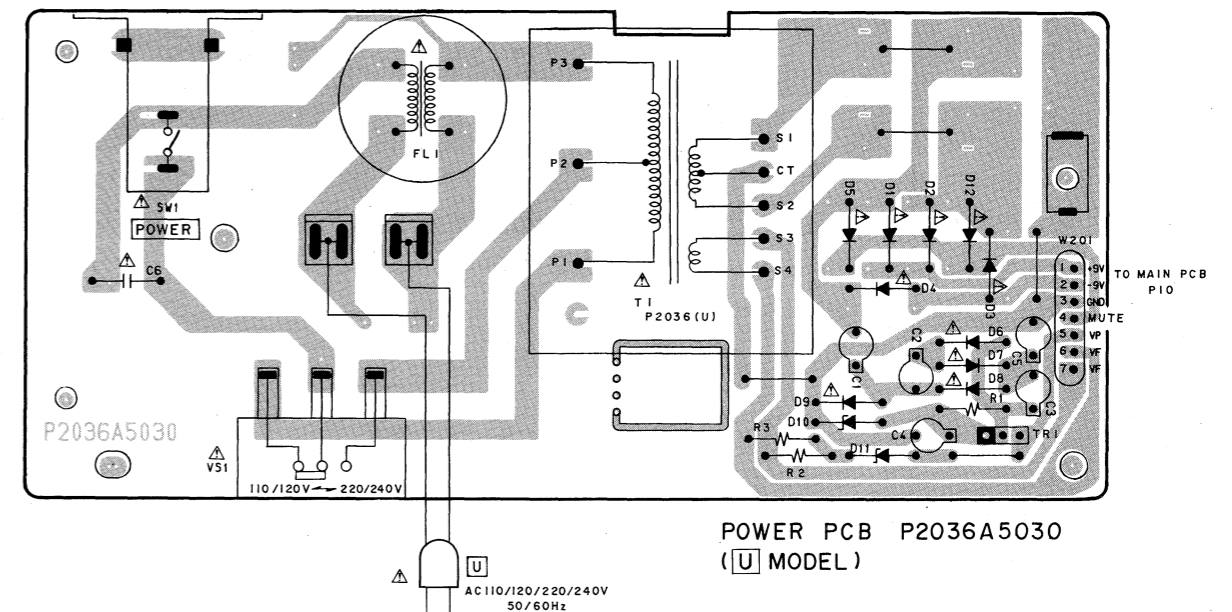 P3
S1
FL1
P2
CT
SW1
POWER
S2
D5
D1
D2
D12
W201
S3
P1
S4
C6
T1
P2036(U)
D4
D3
1 +9V
2 -9V
3 GND
4 MUTE
5 VP
6 VF
7 VF
TO MAIN PCB
P10
C1
C2
D6
D7
D8
C5
R1
C3
D9
D10
R3
R2
D11
C4
TR1
P2036A5030
VS1
110/120V 220/240V
POWER PCB P2036A5030
(U MODEL)
U
AC110/120/220/240V
50/60Hz